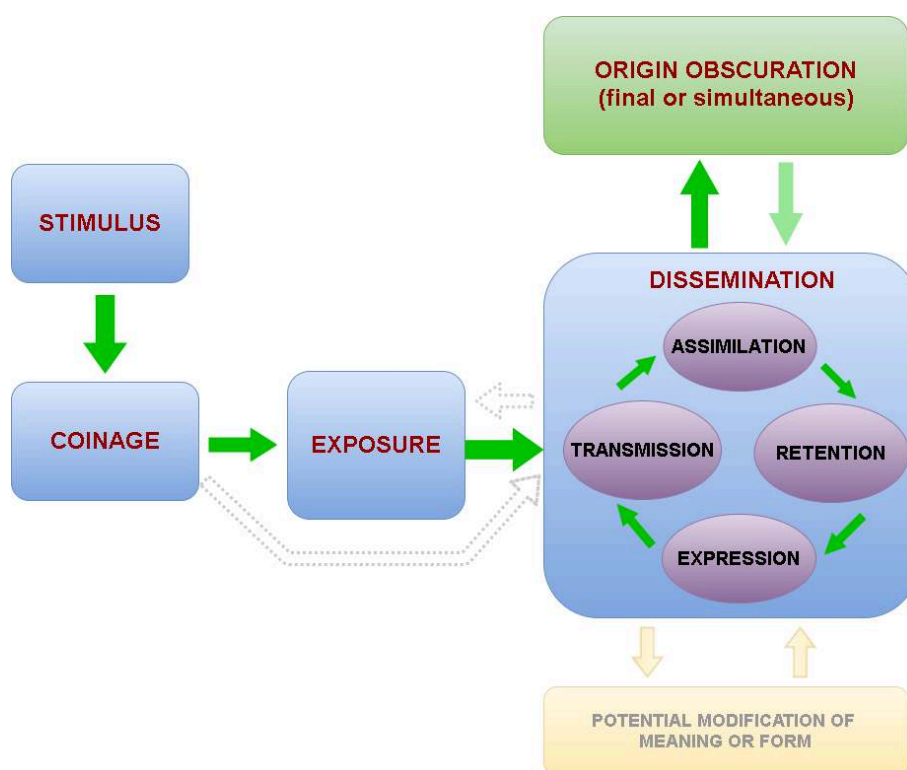 ORIGIN OBSCURATION
(final or simultaneous)
STIMULUS
DISSEMINATION
ASSIMILATION
COINAGE
EXPOSURE
TRANSMISSION
RETENTION
EXPRESSION
POTENTIAL MODIFICATION OF
MEANING OR FORM